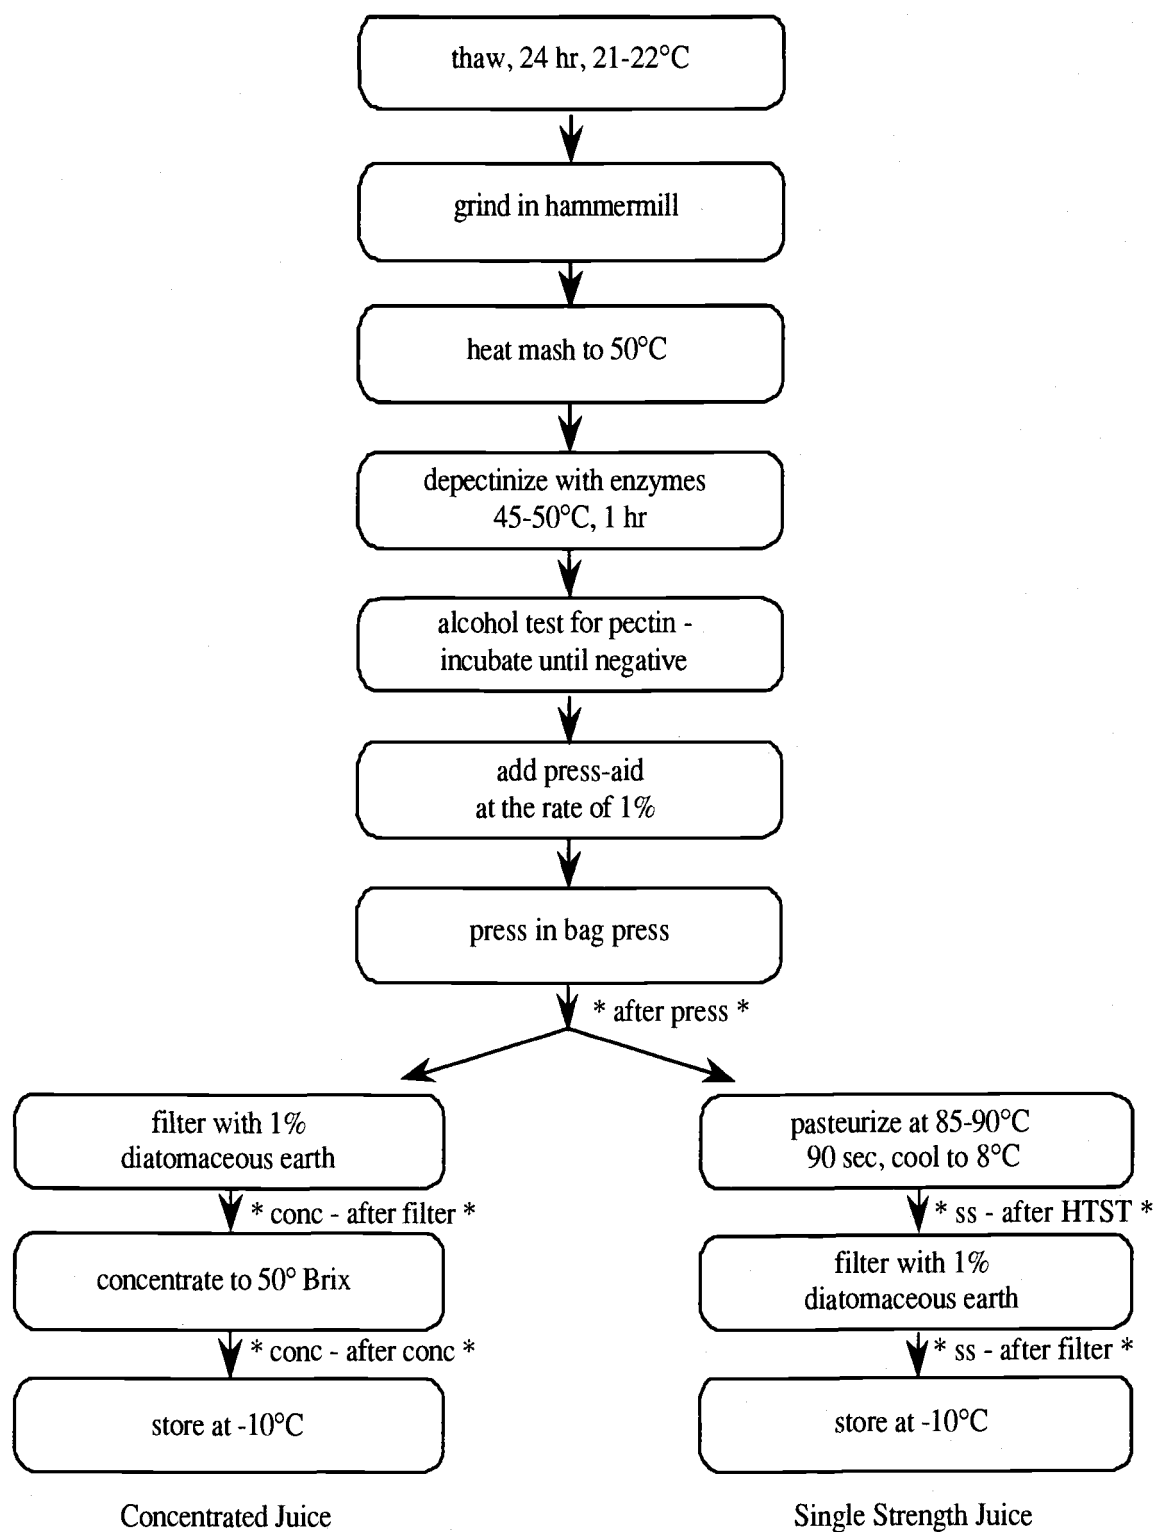 thaw, 24 hr, 21-22°C
grind in hammermill
heat mash to 50°C
depectinize with enzymes
45-50°C, 1 hr
alcohol test for pectin -
incubate until negative
add press-aid
at the rate of 1%
press in bag press
* after press *
filter with 1%
diatomaceous earth
* conc - after filter *
concentrate to 50° Brix
* conc - after conc *
store at -10°C
Concentrated Juice
pasteurize at 85-90°C
90 sec, cool to 8°C
* ss - after HTST *
filter with 1%
diatomaceous earth
* ss - after filter *
store at -10°C
Single Strength Juice